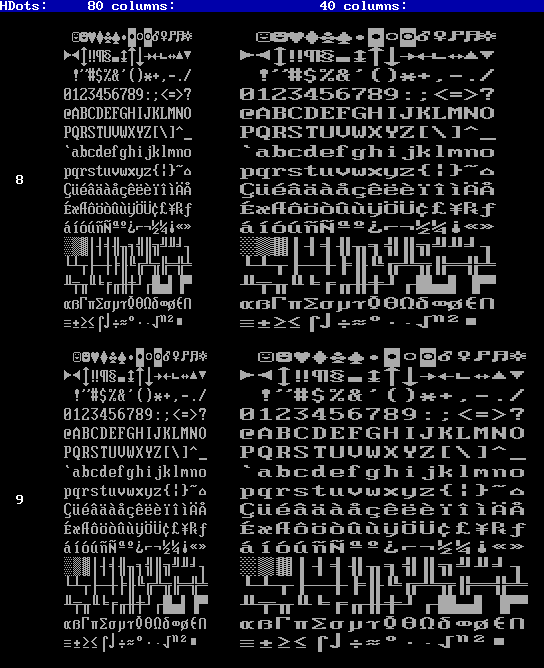 HDots: 80 columns: 40 columns:
☺☻♥♦♣♠•◘○◙♂♀♪♫☼ ☺☻♥♦♣♠•◘○◙♂♀♪♫☼
►◄↕‼¶§▬↨↑↓→←∟↔▲▼ ►◄↕‼¶§▬↨↑↓→←∟↔▲▼
!"#$%&'()*+,-./ !"#$%&'()*+,-./
0123456789:;<=>? 0123456789:;<=>?
@ABCDEFGHIJKLMNO @ABCDEFGHIJKLMNO
PQRSTUVWXYZ[\]^_ PQRSTUVWXYZ[\]^_
`abcdefghijklmno `abcdefghijklmno
pqrstuvwxyz{¦}~⌂ pqrstuvwxyz{¦}~⌂
8
ÇüéâäàåçêëèïîìÄÅ ÇüéâäàåçêëèïîìÄÅ
ÉæÆôöòûùÿÖÜ¢£¥₧ƒ ÉæÆôöòûùÿÖÜ¢£¥₧ƒ
áíóúñÑªº¿⌐¬½¼¡«» áíóúñÑªº¿⌐¬½¼¡«»
░▒▓│┤╡╢╖╕╣║╗╝╜╛┐ ░▒▓│┤╡╢╖╕╣║╗╝╜╛┐
└┴┬├─┼╞╟╚╔╩╦╠═╬╧ └┴┬├─┼╞╟╚╔╩╦╠═╬╧
╨╤╥╙╘╒╓╫╪┘┌█▄▌▐▀ ╨╤╥╙╘╒╓╫╪┘┌█▄▌▐▀
αßΓπΣσµτΦΘΩδ∞φε∩ αßΓπΣσµτΦΘΩδ∞φε∩
≡±≥≤⌠⌡÷≈°∙·√ⁿ²■ ≡±≥≤⌠⌡÷≈°∙·√ⁿ²■
☺☻♥♦♣♠•◘○◙♂♀♪♫☼ ☺☻♥♦♣♠•◘○◙♂♀♪♫☼
►◄↕‼¶§▬↨↑↓→←∟↔▲▼ ►◄↕‼¶§▬↨↑↓→←∟↔▲▼
!"#$%&'()*+,-./ !"#$%&'()*+,-./
0123456789:;<=>? 0123456789:;<=>?
@ABCDEFGHIJKLMNO @ABCDEFGHIJKLMNO
PQRSTUVWXYZ[\]^_ PQRSTUVWXYZ[\]^_
`abcdefghijklmno `abcdefghijklmno
pqrstuvwxyz{¦}~⌂ pqrstuvwxyz{¦}~⌂
9
ÇüéâäàåçêëèïîìÄÅ ÇüéâäàåçêëèïîìÄÅ
ÉæÆôöòûùÿÖÜ¢£¥₧ƒ ÉæÆôöòûùÿÖÜ¢£¥₧ƒ
áíóúñÑªº¿⌐¬½¼¡«» áíóúñÑªº¿⌐¬½¼¡«»
░▒▓│┤╡╢╖╕╣║╗╝╜╛┐ ░▒▓│┤╡╢╖╕╣║╗╝╜╛┐
└┴┬├─┼╞╟╚╔╩╦╠═╬╧ └┴┬├─┼╞╟╚╔╩╦╠═╬╧
╨╤╥╙╘╒╓╫╪┘┌█▄▌▐▀ ╨╤╥╙╘╒╓╫╪┘┌█▄▌▐▀
αßΓπΣσµτΦΘΩδ∞φε∩ αßΓπΣσµτΦΘΩδ∞φε∩
≡±≥≤⌠⌡÷≈°∙·√ⁿ²■ ≡±≥≤⌠⌡÷≈°∙·√ⁿ²■